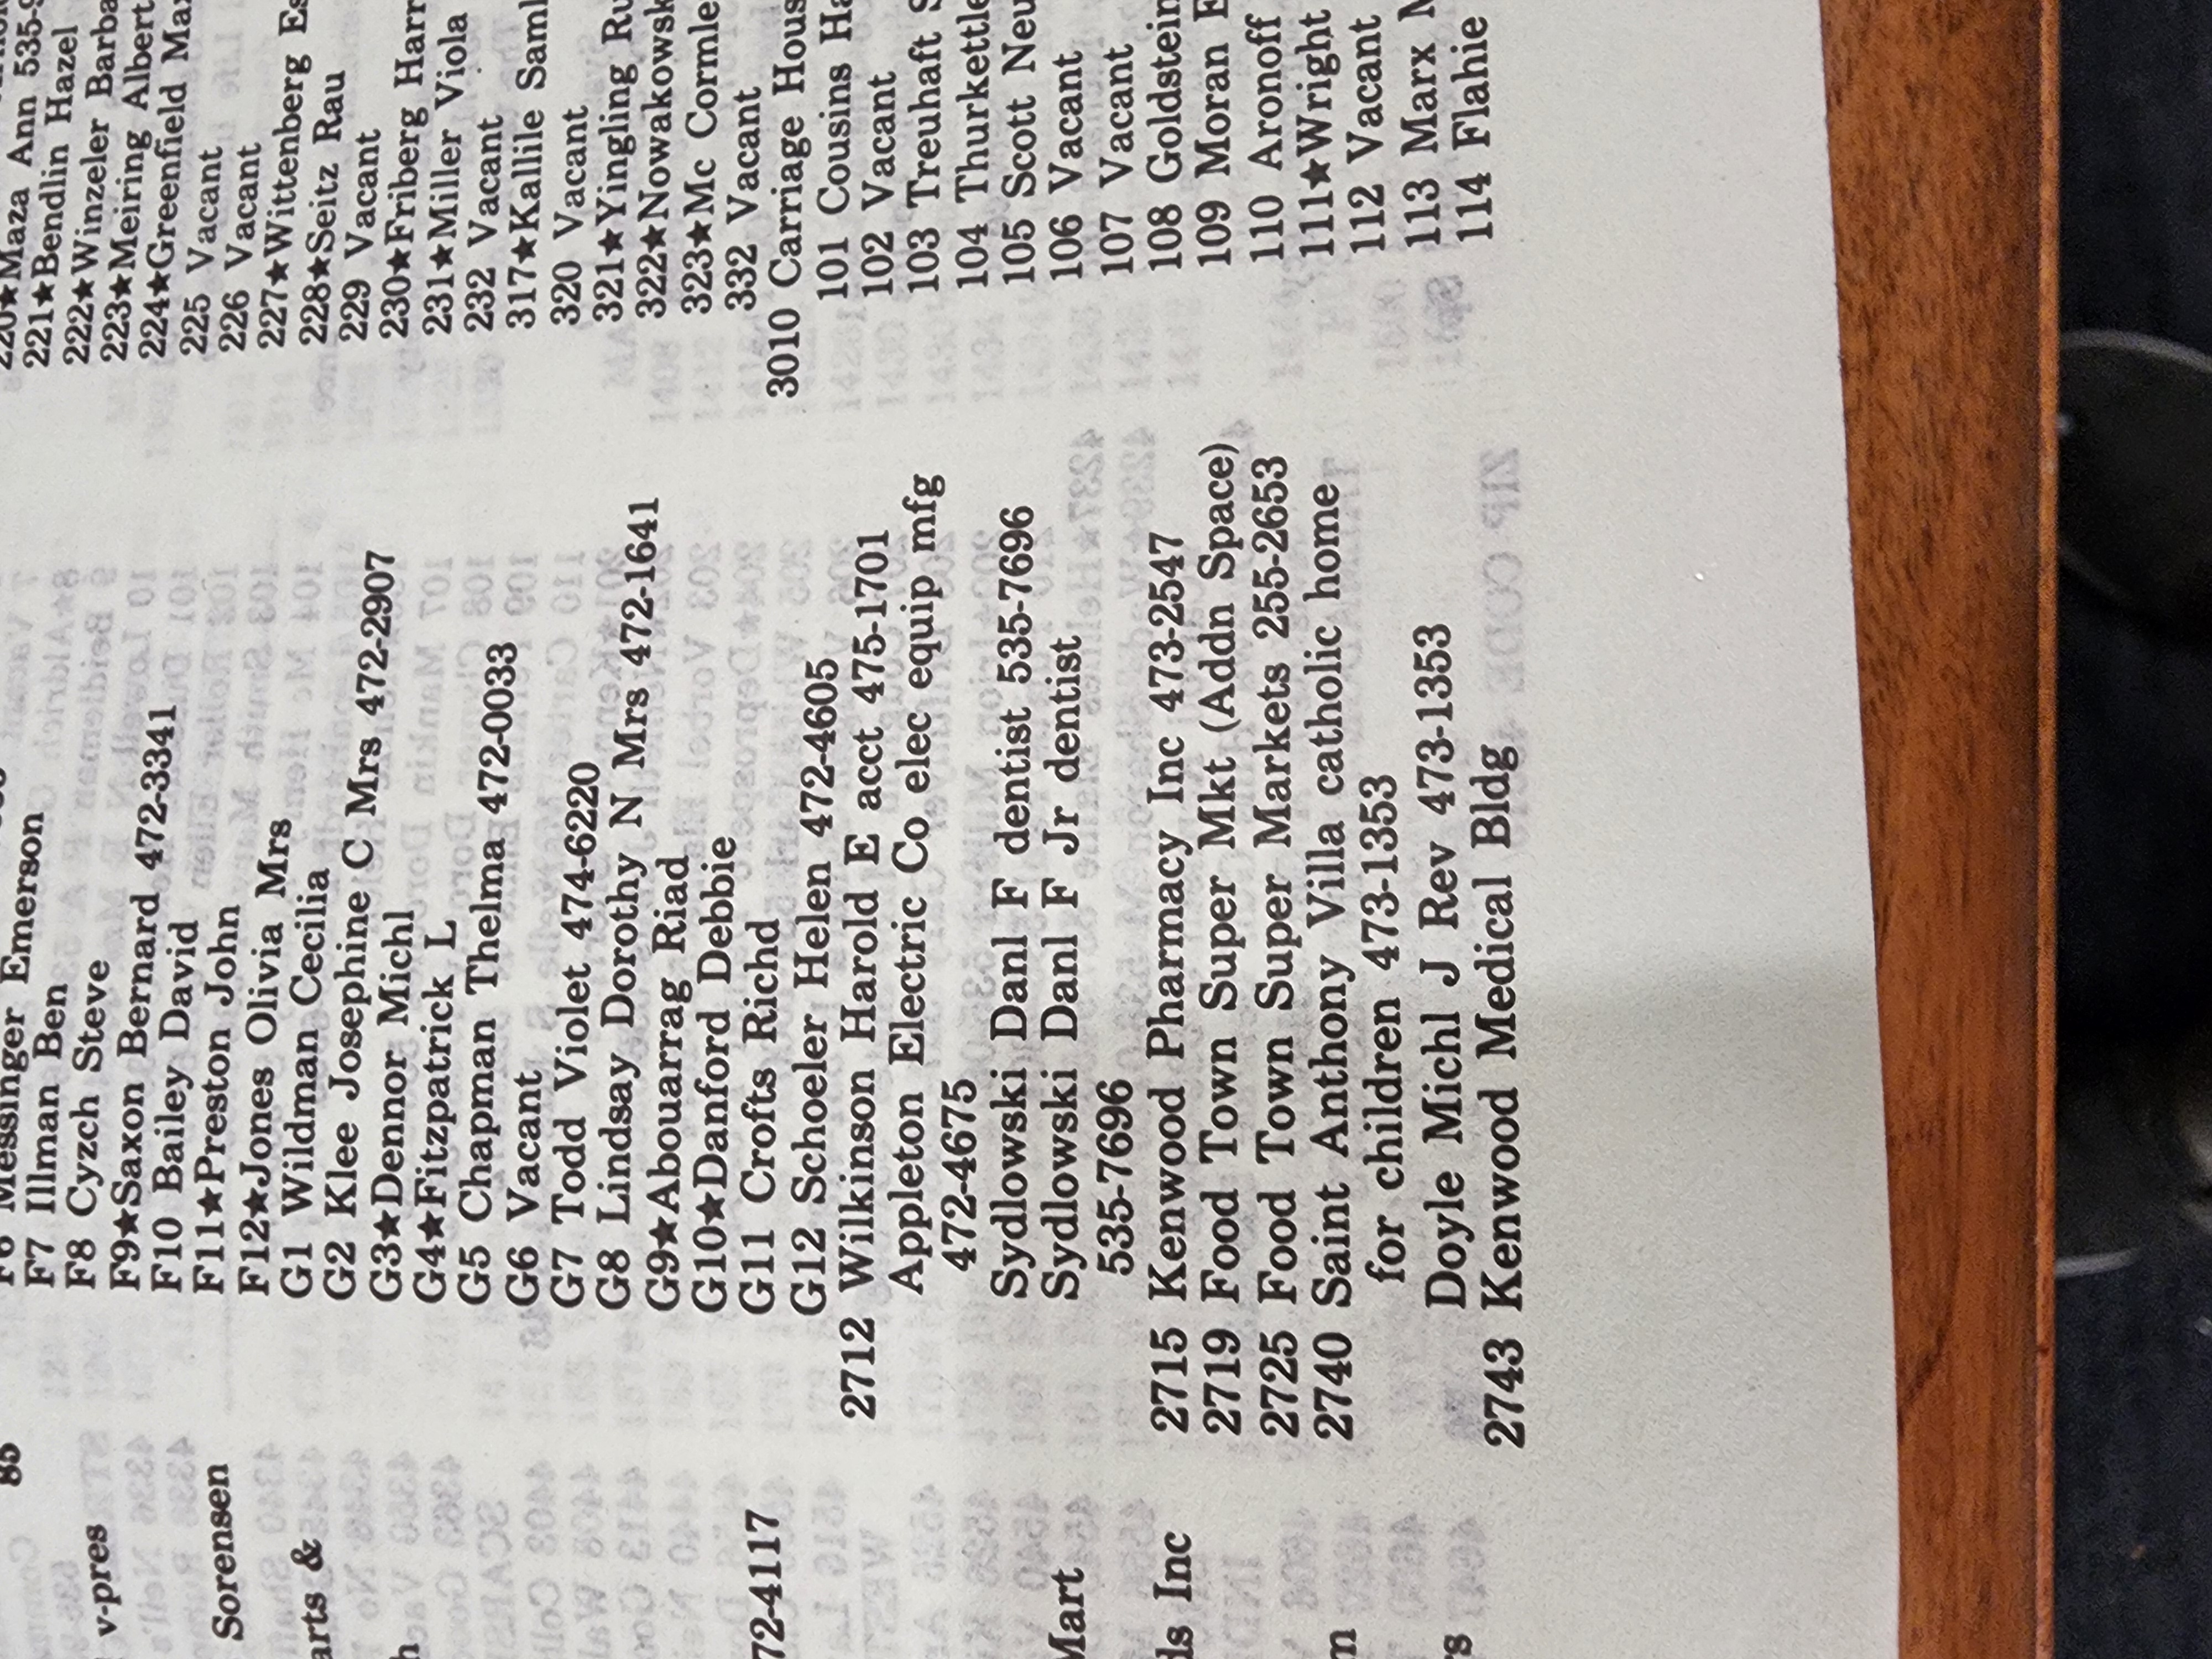 85
v-pres
Sorensen
arts &
72-4117
Mart
ds Inc
Messinger Emerson
F7 Illman Ben
F8 Cyzch Steve
F9★Saxon Bernard 472-3341
F10 Bailey David
F11★Preston John
F12★Jones Olivia Mrs
G1 Wildman Cecilia
G2 Klee Josephine C Mrs 472-2907
G3★Dennor Michl
G4★Fitzpatrick L
G5 Chapman Thelma 472-0033
G6 Vacant
G7 Todd Violet 474-6220
G8 Lindsay Dorothy N Mrs 472-1641
G9★Abouarrag Riad
G10★Danford Debbie
G11 Crofts Richd
G12 Schoeler Helen 472-4605
2712 Wilkinson Harold E acct 475-1701
Appleton Electric Co elec equip mfg
472-4675
Sydlowski Danl F dentist 535-7696
Sydlowski Danl F Jr dentist
535-7696
2715 Kenwood Pharmacy Inc 473-2547
2719 Food Town Super Mkt (Addn Space)
2725 Food Town Super Markets 255-2653
2740 Saint Anthony Villa catholic home
for children 473-1353
Doyle Michl J Rev 473-1353
2743 Kenwood Medical Bldg
220★Maza Ann 535-9
221★Bendlin Hazel
222★Winzeler Barba
223★Meiring Albert
224★Greenfield Mar
225 Vacant
226 Vacant
227★Wittenberg Es
228★Seitz Rau
229 Vacant
230★Friberg Harr
231★Miller Viola
232 Vacant
317★Kallile Saml
320 Vacant
321★Yingling Ru
322★Nowakowsk
323★Mc Cormle
332 Vacant
3010 Carriage Hous
101 Cousins Ha
102 Vacant
103 Treuhaft S
104 Thurkettle
105 Scott Neu
106 Vacant
107 Vacant
108 Goldstein
109 Moran E
110 Aronoff
111★Wright
112 Vacant
113 Marx M
114 Flahie